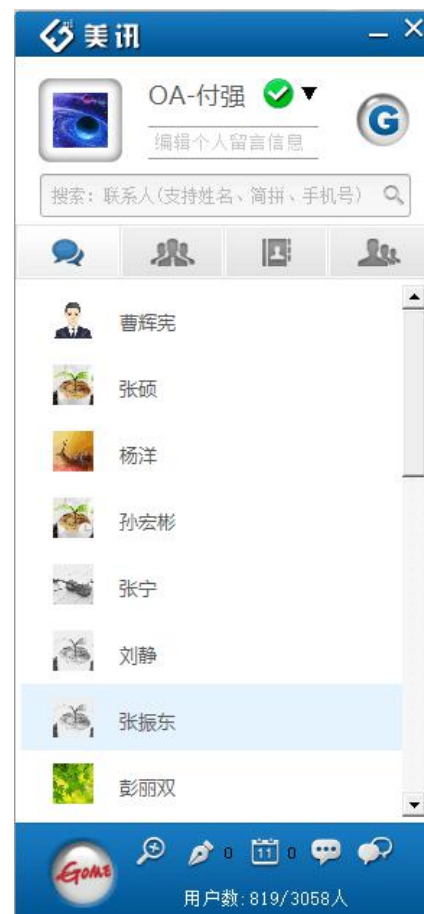 美讯
OA-付强
编辑个人留言信息
G
搜索: 联系人(支持姓名、简拼、手机号)
曹辉宪
张硕
杨洋
孙宏彬
张宁
刘静
张振东
彭丽双
GOME
0
11
0
用户数:819/3058人